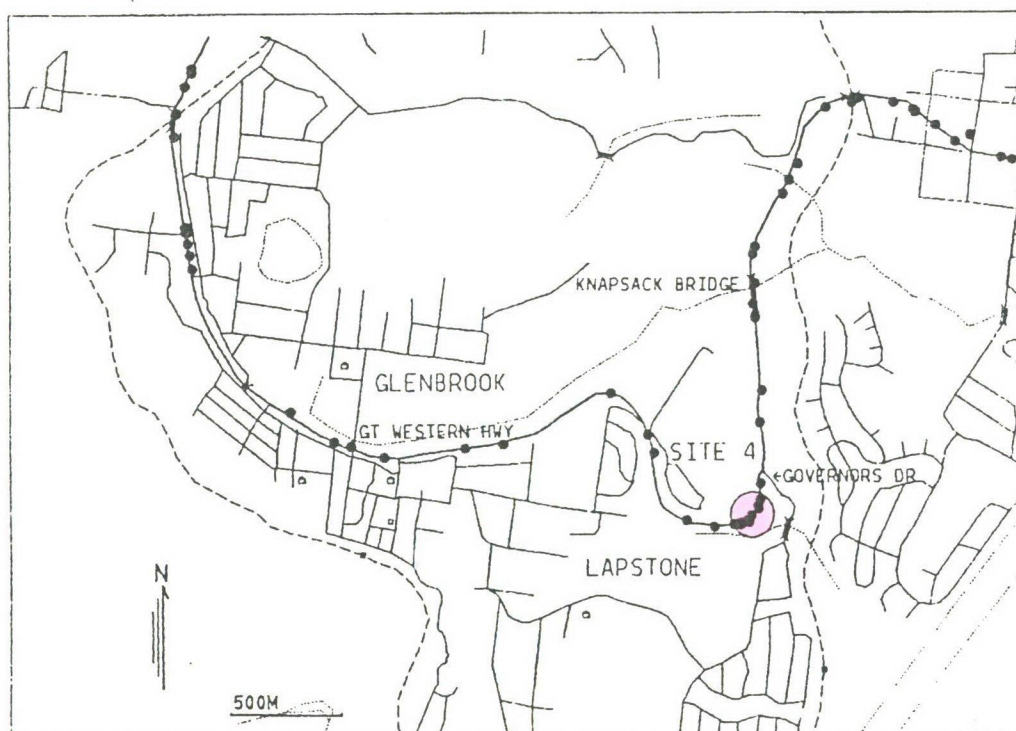 KNAPSACK BRIDGE
GLENBROOK
GT WESTERN HWY
SITE 4
←GOVERNORS DR
LAPSTONE
N
500M